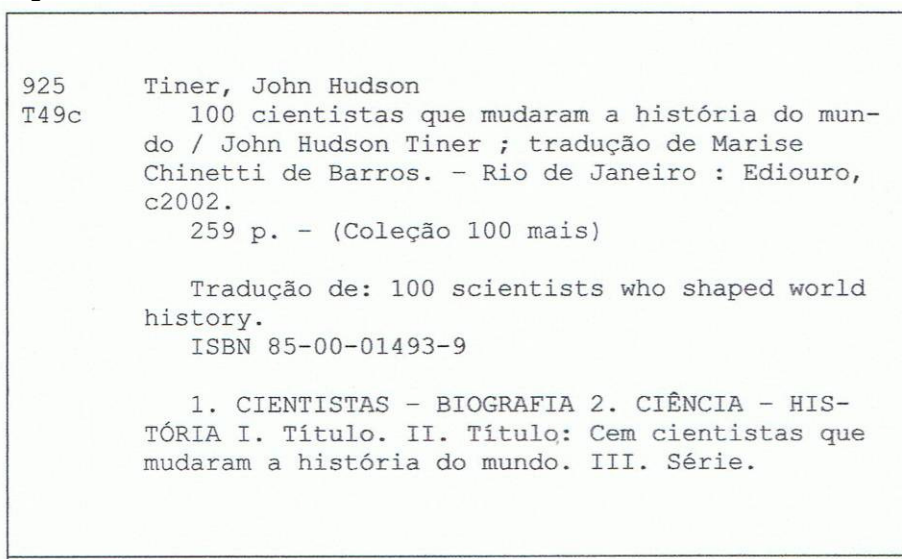 925 Tiner, John Hudson
T49c 100 cientistas que mudaram a história do mun-
do / John Hudson Tiner ; tradução de Marise
Chinetti de Barros. – Rio de Janeiro : Ediouro,
c2002.
259 p. – (Coleção 100 mais)
Tradução de: 100 scientists who shaped world
history.
ISBN 85-00-01493-9
1. CIENTISTAS – BIOGRAFIA 2. CIÊNCIA – HIS-
TÓRIA I. Título. II. Título: Cem cientistas que
mudaram a história do mundo. III. Série.